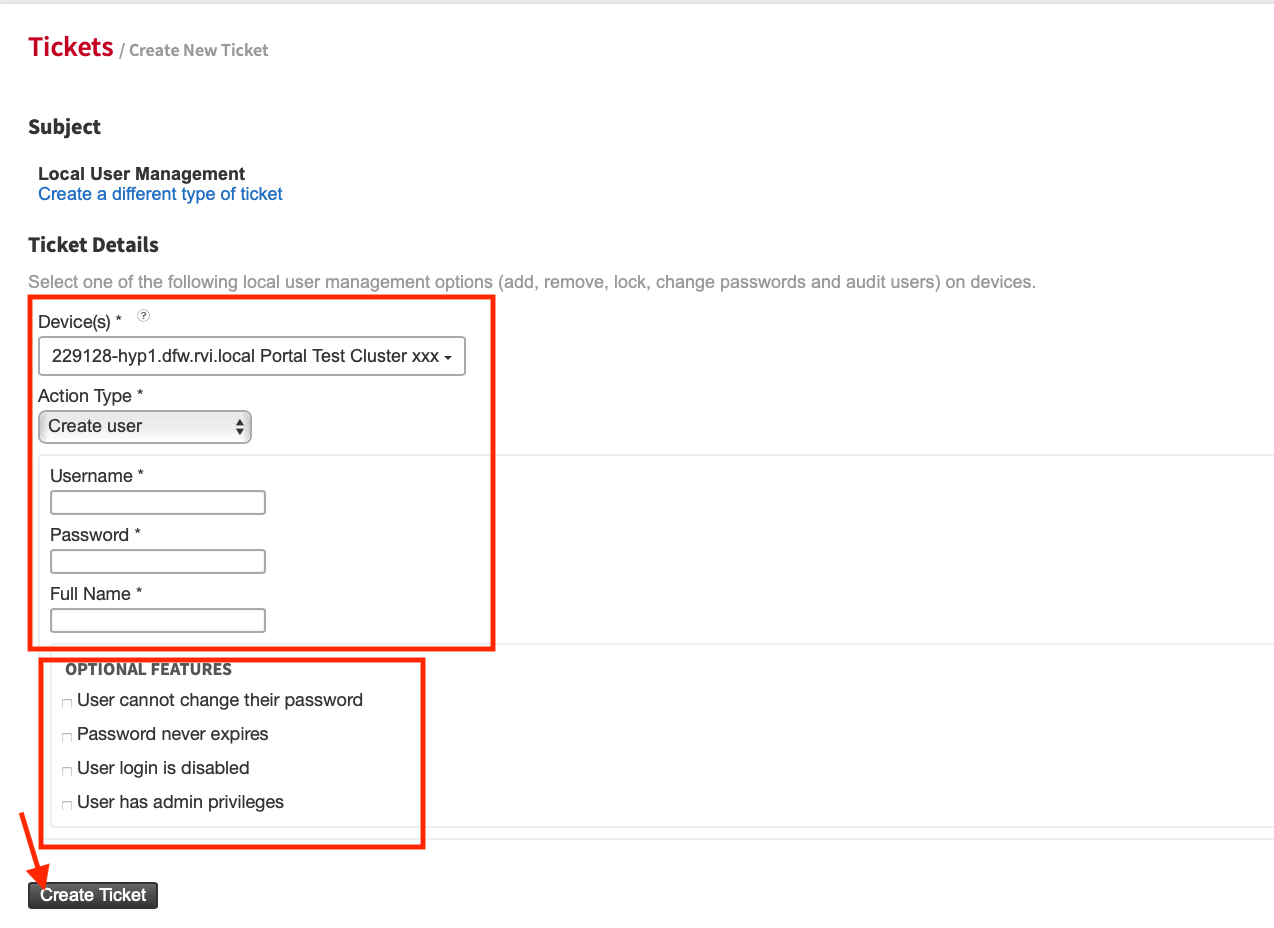 Tickets / Create New Ticket
Subject
Local User Management
Create a different type of ticket
Ticket Details
Select one of the following local user management options (add, remove, lock, change passwords and audit users) on devices.
Device(s) * ?
229128-hyp1.dfw.rvi.local Portal Test Cluster xxx
Action Type *
Create user
Username *
Password *
Full Name *
OPTIONAL FEATURES
User cannot change their password
Password never expires
User login is disabled
User has admin privileges
Create Ticket